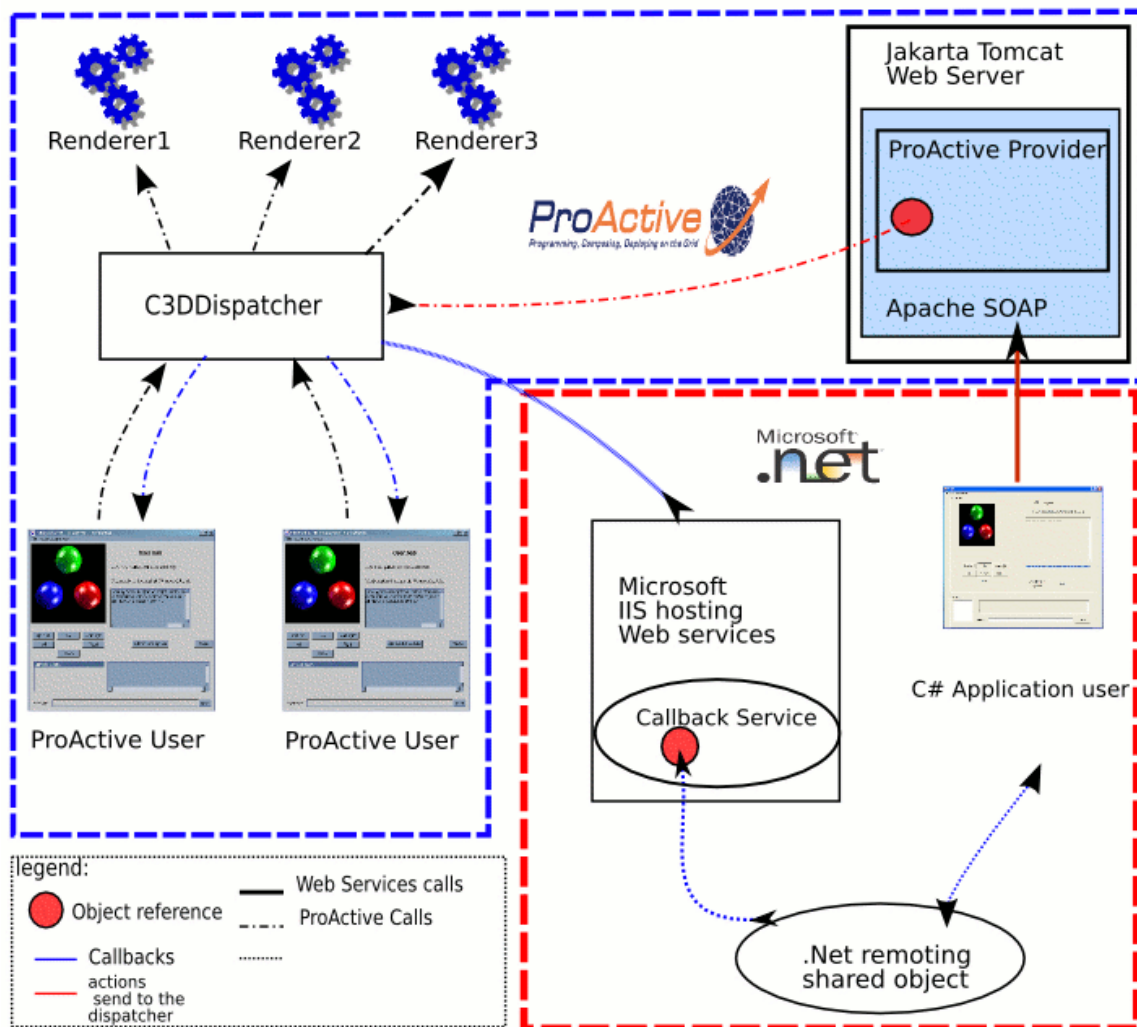 Renderer1
Renderer2
Renderer3
Jakarta Tomcat
Web Server
ProActive Provider
Apache SOAP
ProActive
Programming, Composing, Deploying on the Grid
C3DDispatcher
Microsoft
.net
Microsoft
IIS hosting
Web services
Callback Service
C# Application user
ProActive User
ProActive User
.Net remoting
shared object
legend:
Object reference
Web Services calls
ProActive Calls
Callbacks
actions
send to the
dispatcher